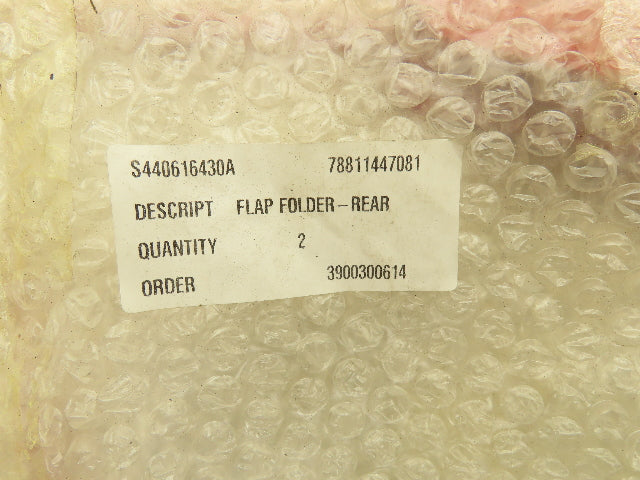 S440616430A 78811447081
DESCRIPT FLAP FOLDER-REAR
QUANTITY 2
ORDER 3900300614